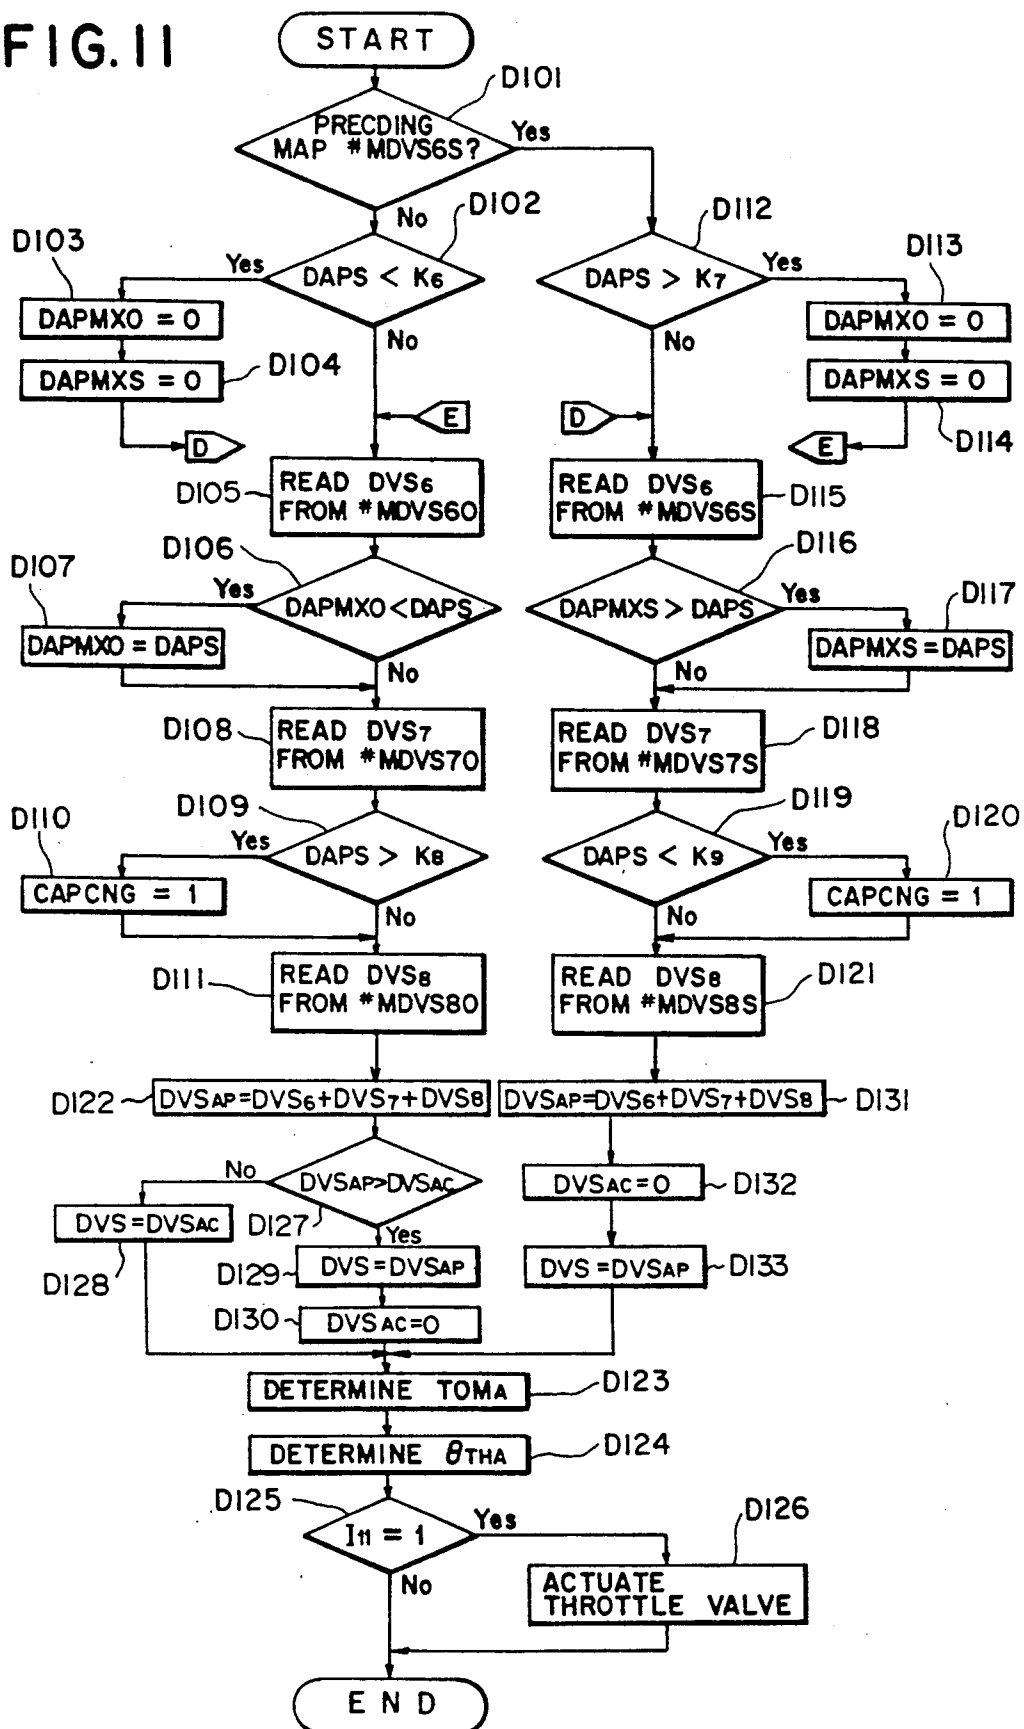 FIG.11
START
D101
PRECDING
MAP #MDVS6S?
Yes
No
D102
D112
D103
Yes
DAPS < K6
DAPS > K7
Yes
D113
DAPMXO = O
No
No
DAPMXO = O
DAPMXS = O
D104
DAPMXS = O
D
E
D
E
D114
D105
READ DVS6
FROM #MDVS6O
READ DVS6
FROM #MDVS6S
D115
D106
D116
D107
Yes
DAPMXO<DAPS
DAPMXS > DAPS
Yes
D117
DAPMXO = DAPS
No
No
DAPMXS=DAPS
D108
READ DVS7
FROM #MDVS7O
READ DVS7
FROM #MDVS7S
D118
D109
D119
D110
Yes
DAPS > K8
DAPS < K9
Yes
D120
CAPCNG = 1
No
No
CAPCNG = 1
D111
READ DVS8
FROM #MDVS8O
READ DVS8
FROM #MDVS8S
D121
D122
DVSAP=DVS6+DVS7+DVS8
DVSAP=DVS6+DVS7+DVS8
D131
No
DVSAP>DVSAC
DVSAC=O
D132
DVS=DVSAC
D127
Yes
D128
D129
DVS=DVSAP
DVS=DVSAP
D133
D130
DVSAC=O
DETERMINE TOMA
D123
DETERMINE θTHA
D124
D125
I11 = 1
Yes
D126
No
ACTUATE
THROTTLE VALVE
END